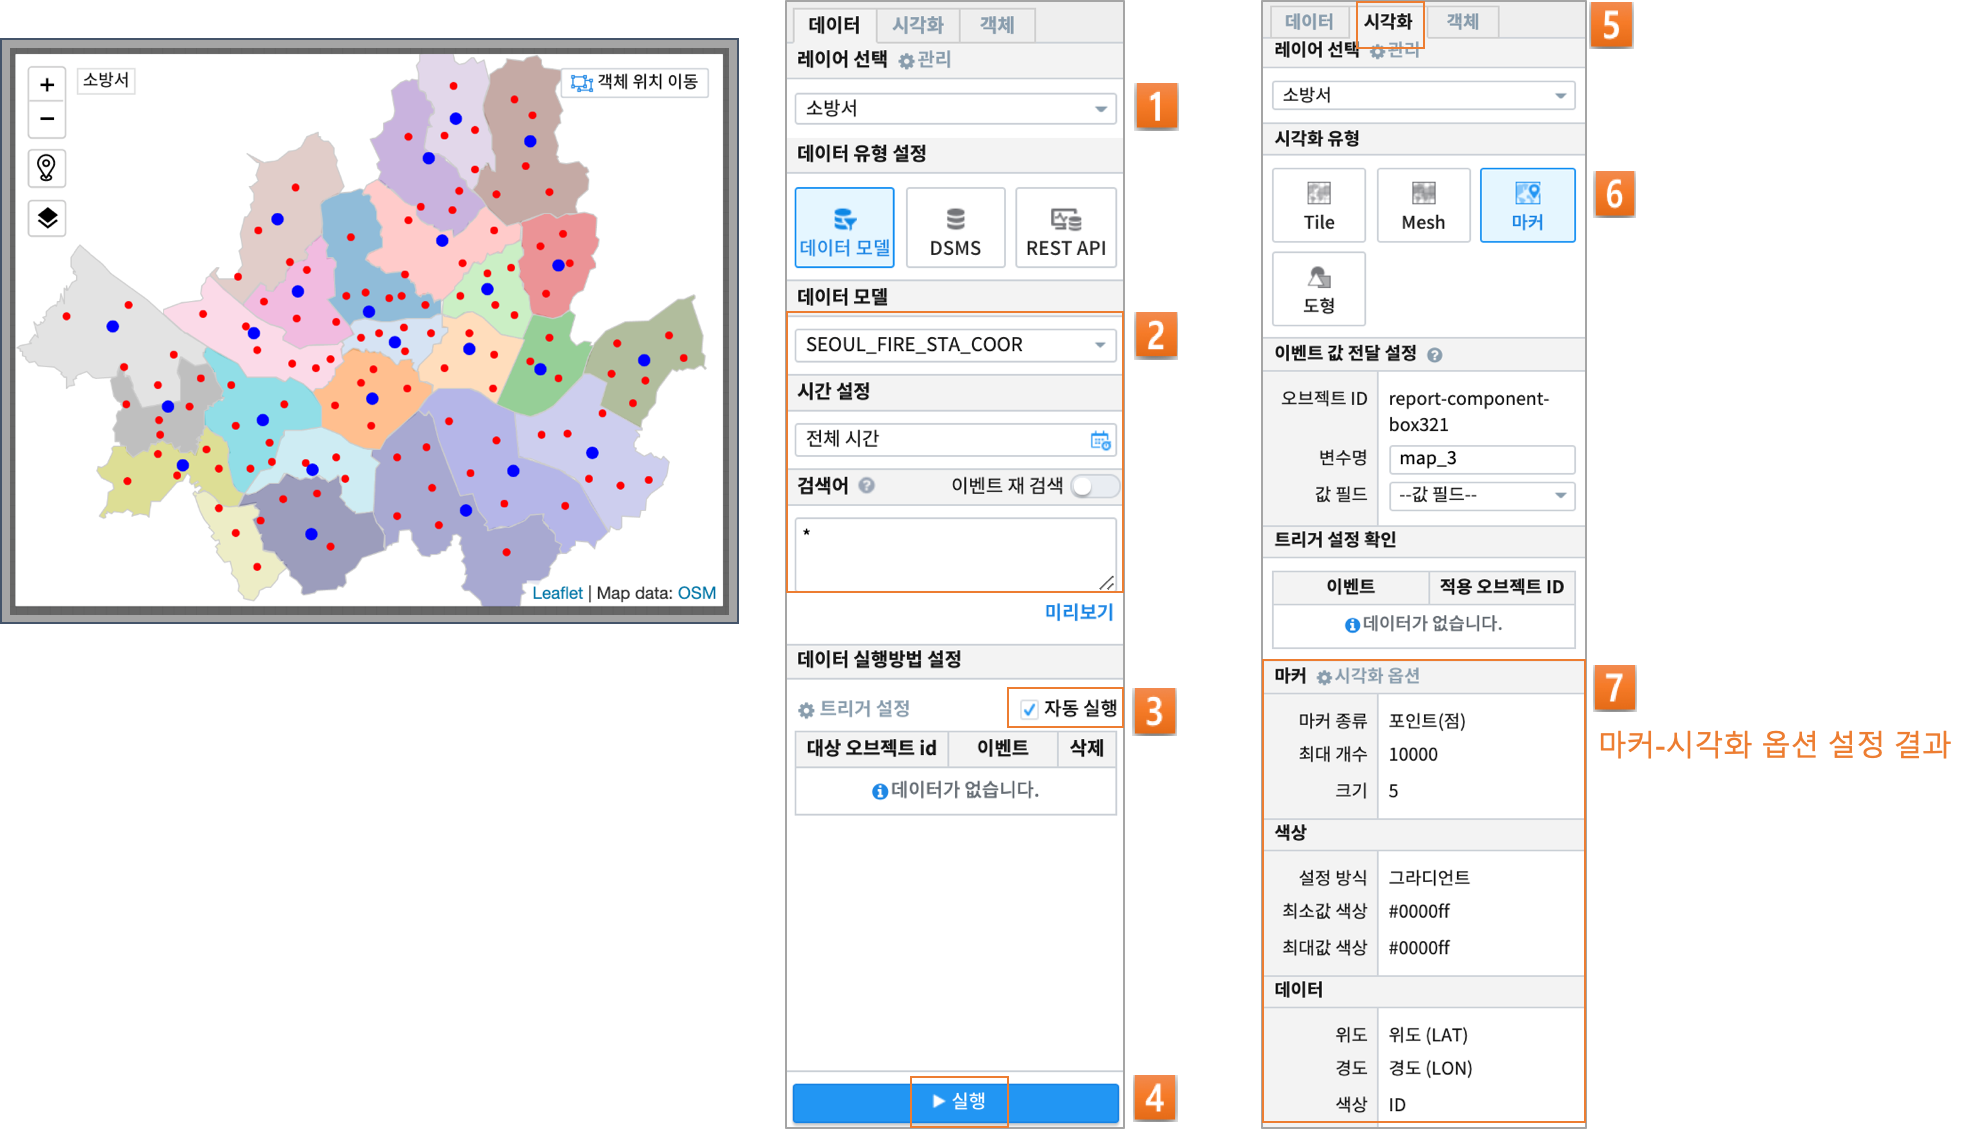 +
−
소방서
객체 위치 이동
Leaflet | Map data: OSM
데이터 시각화 객체
레이어 선택 관리
소방서
1
데이터 유형 설정
데이터 모델 DSMS REST API
데이터 모델
SEOUL_FIRE_STA_COOR
2
시간 설정
전체 시간
검색어 ? 이벤트 재 검색
*
미리보기
데이터 실행방법 설정
트리거 설정 자동 실행
3
대상 오브젝트 id 이벤트 삭제
데이터가 없습니다.
실행
4
데이터 시각화 객체
5
레이어 선택 관리
소방서
시각화 유형
Tile Mesh 마커
6
도형
이벤트 값 전달 설정 ?
오브젝트 ID report-component-
box321
변수명 map_3
값 필드 --값 필드--
트리거 설정 확인
이벤트 적용 오브젝트 ID
데이터가 없습니다.
마커 시각화 옵션
7
마커-시각화 옵션 설정 결과
마커 종류 포인트(점)
최대 개수 10000
크기 5
색상
설정 방식 그라디언트
최소값 색상 #0000ff
최대값 색상 #0000ff
데이터
위도 위도 (LAT)
경도 경도 (LON)
색상 ID